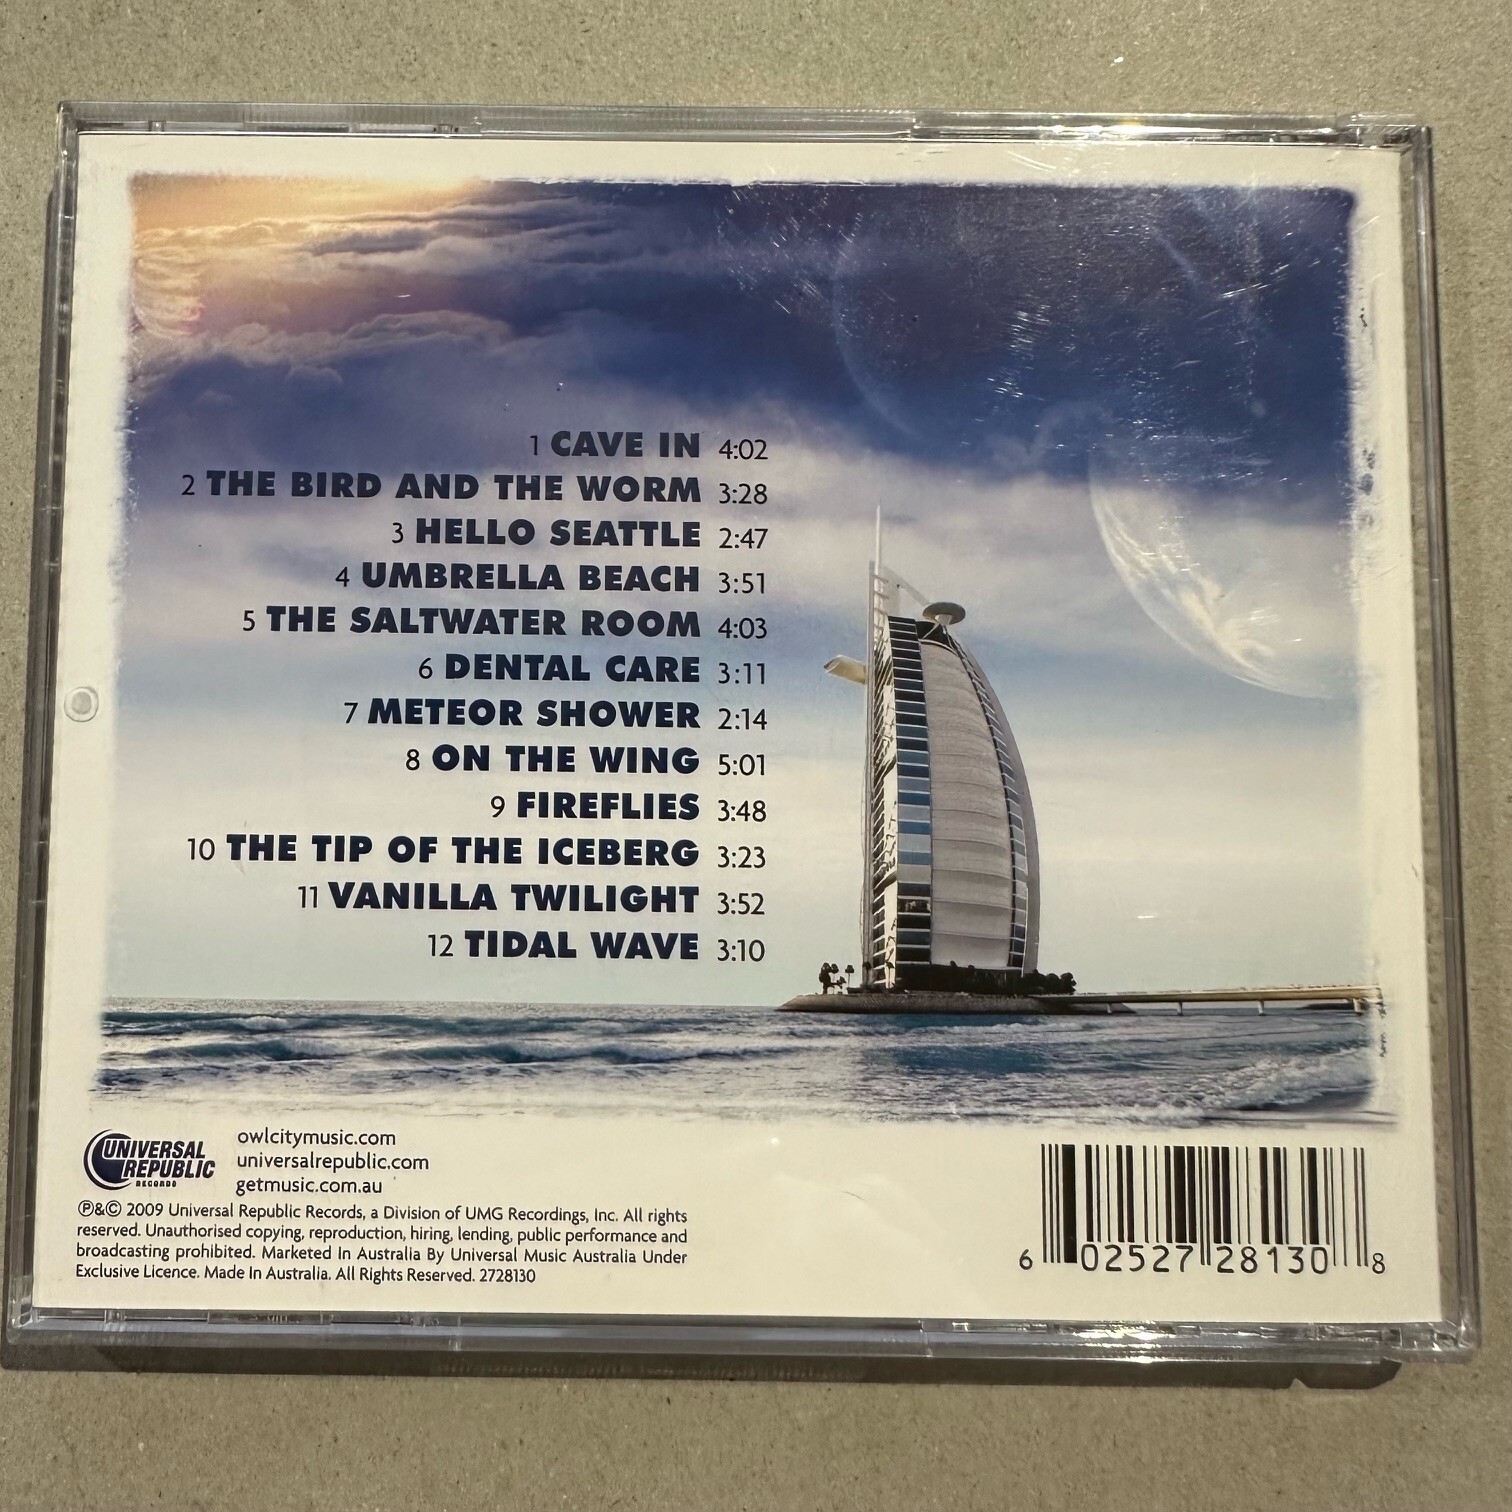 1 CAVE IN 4:02
2 THE BIRD AND THE WORM 3:28
3 HELLO SEATTLE 2:47
4 UMBRELLA BEACH 3:51
5 THE SALTWATER ROOM 4:03
6 DENTAL CARE 3:11
7 METEOR SHOWER 2:14
8 ON THE WING 5:01
9 FIREFLIES 3:48
10 THE TIP OF THE ICEBERG 3:23
11 VANILLA TWILIGHT 3:52
12 TIDAL WAVE 3:10
UNIVERSAL
REPUBLIC
RECORDS
owlcitymusic.com
universalrepublic.com
getmusic.com.au
℗&© 2009 Universal Republic Records, a Division of UMG Recordings, Inc. All rights
reserved. Unauthorised copying, reproduction, hiring, lending, public performance and
broadcasting prohibited. Marketed In Australia By Universal Music Australia Under
Exclusive Licence. Made In Australia. All Rights Reserved. 2728130
6 02527 28130 8